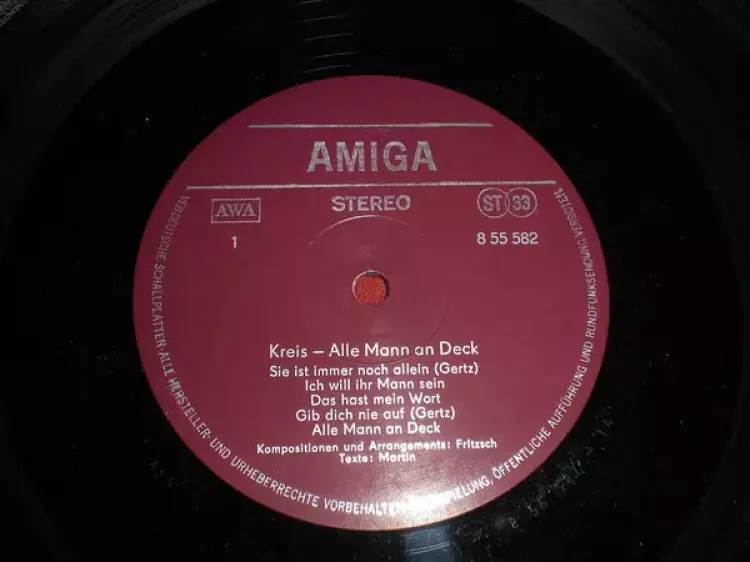 AMIGA
AWA
STEREO
ST 33
1
8 55 582
Kreis – Alle Mann an Deck
Sie ist immer noch allein (Gertz)
Ich will ihr Mann sein
Das hast mein Wort
Gib dich nie auf (Gertz)
Alle Mann an Deck
Kompositionen und Arrangements: Fritzsch
Texte: Martin
VEB DEUTSCHE SCHALLPLATTEN · ALLE HERSTELLER- UND URHEBERRECHTE VORBEHALTEN ÖFFENTLICHE AUFFÜHRUNG UND RUNDFUNKSENDUNG VERBOTEN